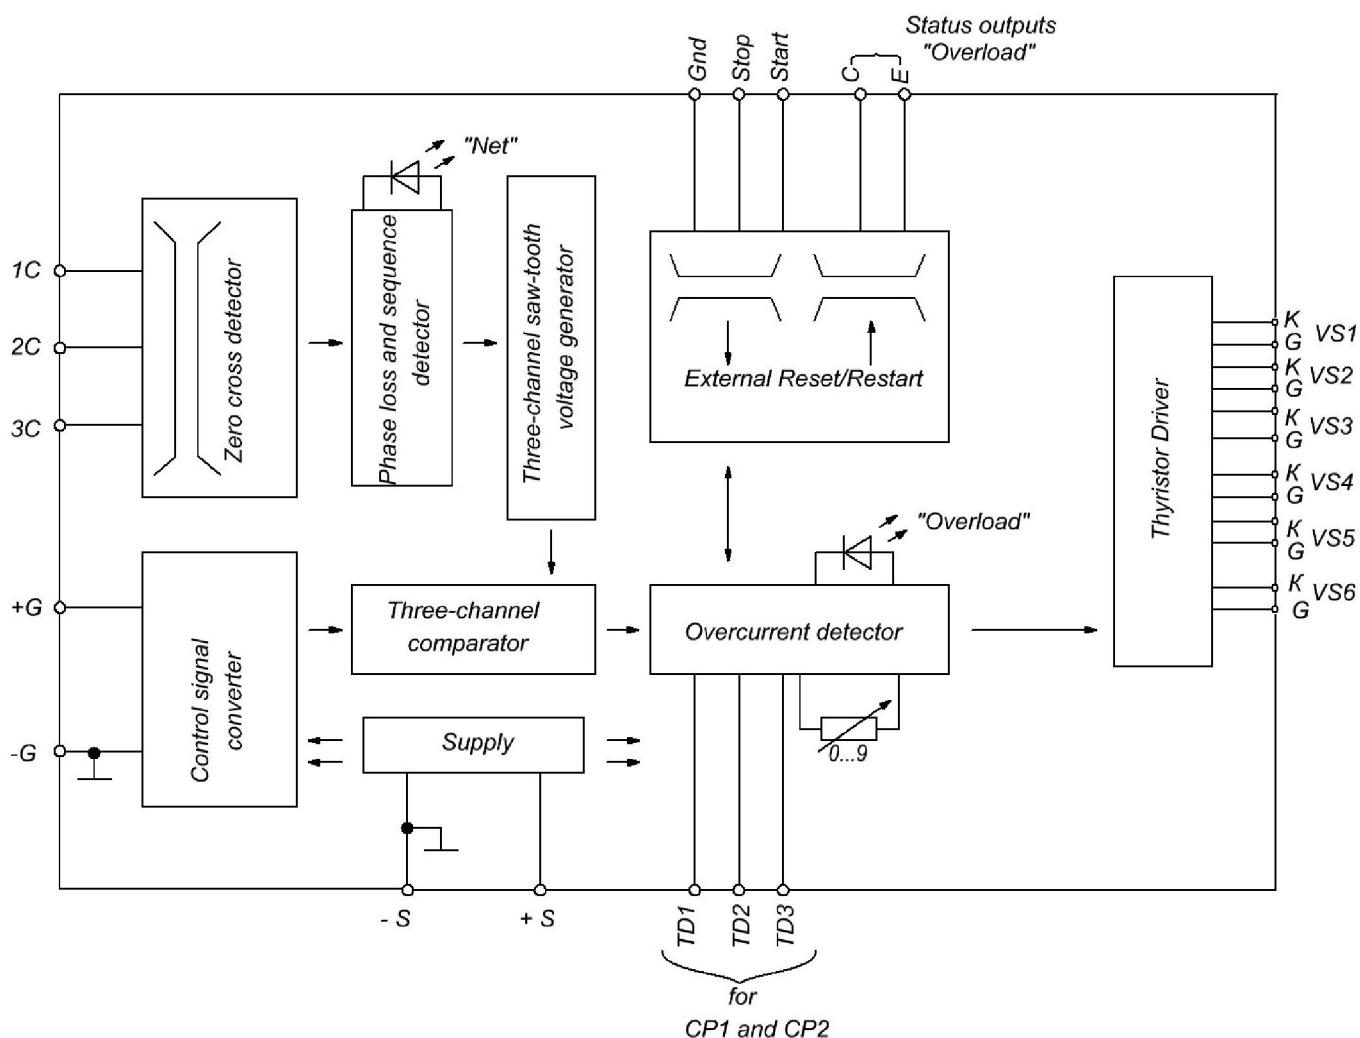 Status outputs
"Overload"
Gnd
Stop
Start
C
E
"Net"
1C
2C
3C
Zero cross detector
Phase loss and sequence
detector
Three-channel saw-tooth
voltage generator
External Reset/Restart
Thyristor Driver
K
G
VS1
K
G
VS2
K
G
VS3
K
G
VS4
K
G
VS5
K
G
VS6
"Overload"
+G
-G
Control signal
converter
Three-channel
comparator
Overcurrent detector
Supply
0...9
- S
+ S
TD1
TD2
TD3
for
CP1 and CP2